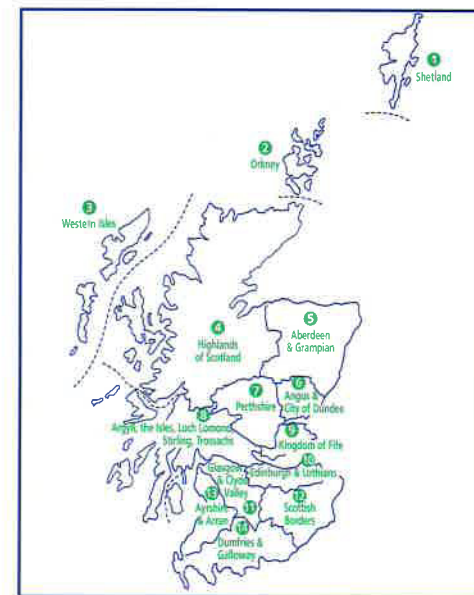 1
Shetland
2
Orkney
3
Western Isles
4
Highlands
of Scotland
5
Aberdeen
& Grampian
6
Angus &
City of Dundee
7
Perthshire
8
Argyll, the Isles, Loch Lomond,
Stirling, Trossachs
9
Kingdom of Fife
10
Edinburgh & Lothians
Glasgow
& Clyde
Valley
11
12
Scottish
Borders
13
Ayrshire
& Arran
14
Dumfries &
Galloway